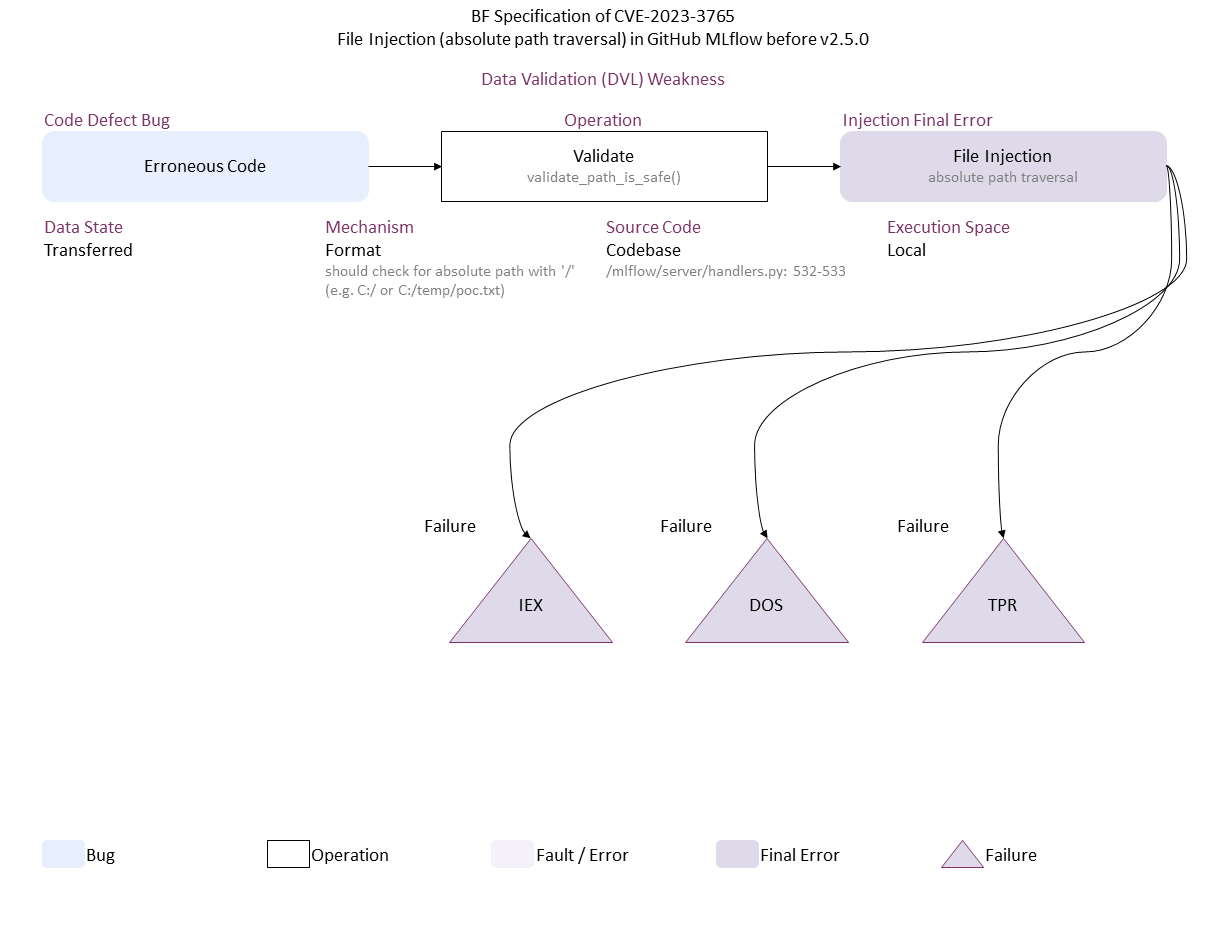 BF Specification of CVE-2023-3765
File Injection (absolute path traversal) in GitHub MLflow before v2.5.0
Data Validation (DVL) Weakness
Code Defect Bug
Operation
Injection Final Error
Erroneous Code
Validate
validate_path_is_safe()
File Injection
absolute path traversal
Data State
Transferred
Mechanism
Format
should check for absolute path with '/'
(e.g. C:/ or C:/temp/poc.txt)
Source Code
Codebase
/mlflow/server/handlers.py: 532-533
Execution Space
Local
Failure
Failure
Failure
IEX
DOS
TPR
Bug
Operation
Fault / Error
Final Error
Failure